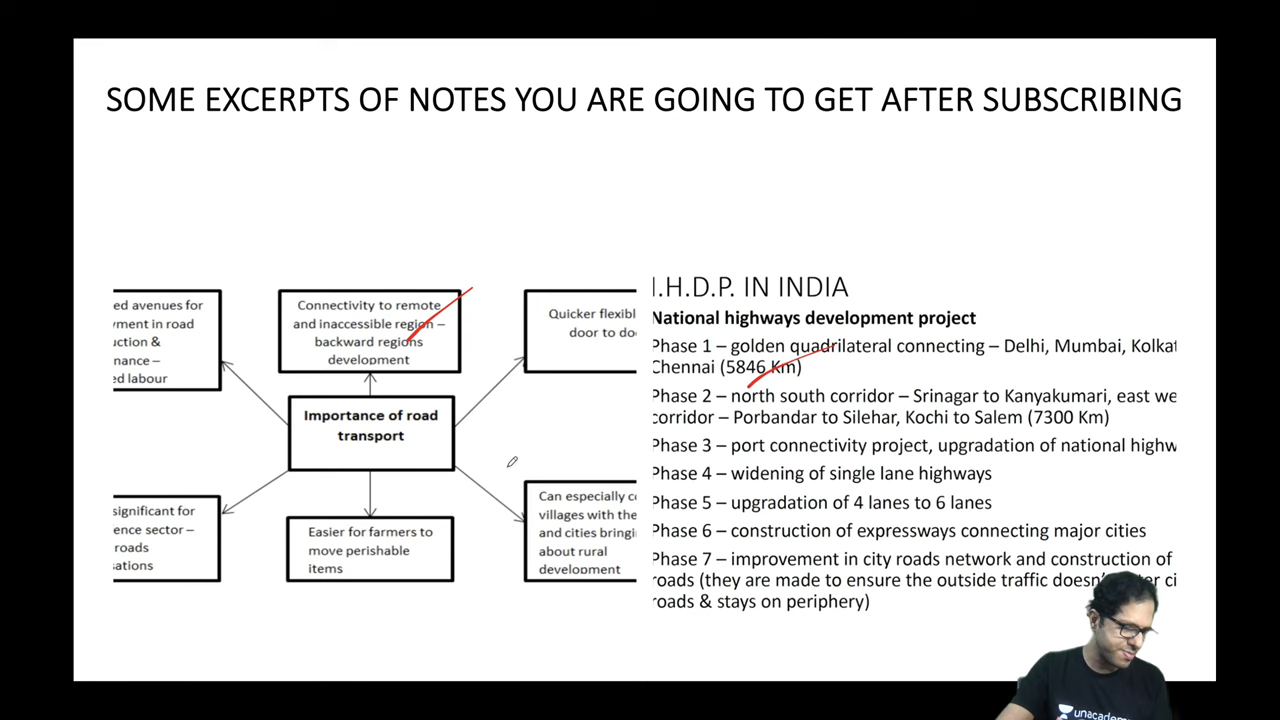 SOME EXCERPTS OF NOTES YOU ARE GOING TO GET AFTER SUBSCRIBING
ed avenues for
ment in road
uction &
nance –
ed labour
Connectivity to remote
and inaccessible region –
backward regions
development
Quicker flexibl
door to do
Importance of road
transport
significant for
ence sector –
roads
sations
Easier for farmers to
move perishable
items
Can especially co
villages with the
and cities bringi
about rural
development
I.H.D.P. IN INDIA
National highways development project
Phase 1 – golden quadrilateral connecting – Delhi, Mumbai, Kolkat
Chennai (5846 Km)
Phase 2 – north south corridor – Srinagar to Kanyakumari, east we
corridor – Porbandar to Silehar, Kochi to Salem (7300 Km)
Phase 3 – port connectivity project, upgradation of national highw
Phase 4 – widening of single lane highways
Phase 5 – upgradation of 4 lanes to 6 lanes
Phase 6 – construction of expressways connecting major cities
Phase 7 – improvement in city roads network and construction of
roads (they are made to ensure the outside traffic ci
roads & stays on periphery)
unacadem